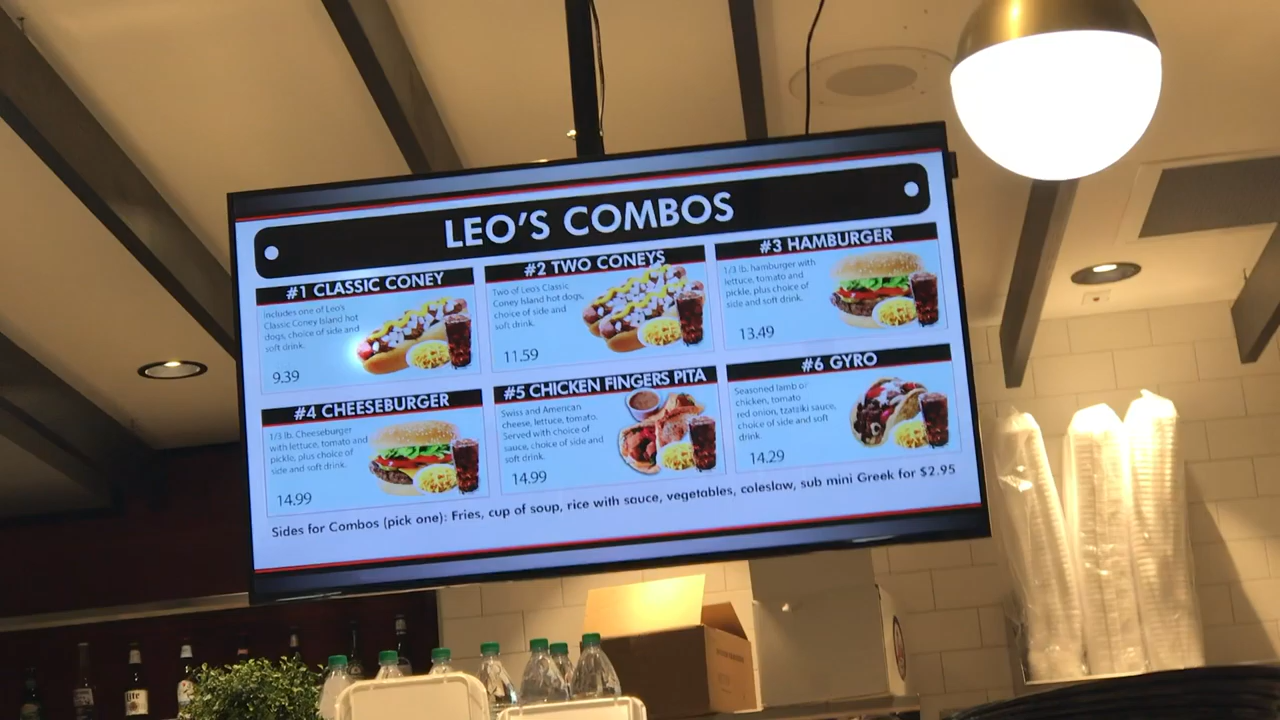 LEO'S COMBOS
#1 CLASSIC CONEY
includes one of Leo's
Classic Coney Island hot
dogs, choice of side and
soft drink.
9.39
#2 TWO CONEYS
Two of Leo's Classic
Coney Island hot dogs,
choice of side and
soft drink.
11.59
#3 HAMBURGER
1/3 lb. hamburger with
lettuce, tomato and
pickle, plus choice of
side and soft drink.
13.49
#4 CHEESEBURGER
1/3 lb. Cheeseburger
with lettuce, tomato and
pickle, plus choice of
side and soft drink.
14.99
#5 CHICKEN FINGERS PITA
Swiss and American
cheese, lettuce, tomato.
Served with choice of
sauce, choice of side and
soft drink.
14.99
#6 GYRO
Seasoned lamb or
chicken, tomato
red onion, tzatziki sauce,
choice of side and soft
drink.
14.29
Sides for Combos (pick one): Fries, cup of soup, rice with sauce, vegetables, coleslaw, sub mini Greek for $2.95
Lite